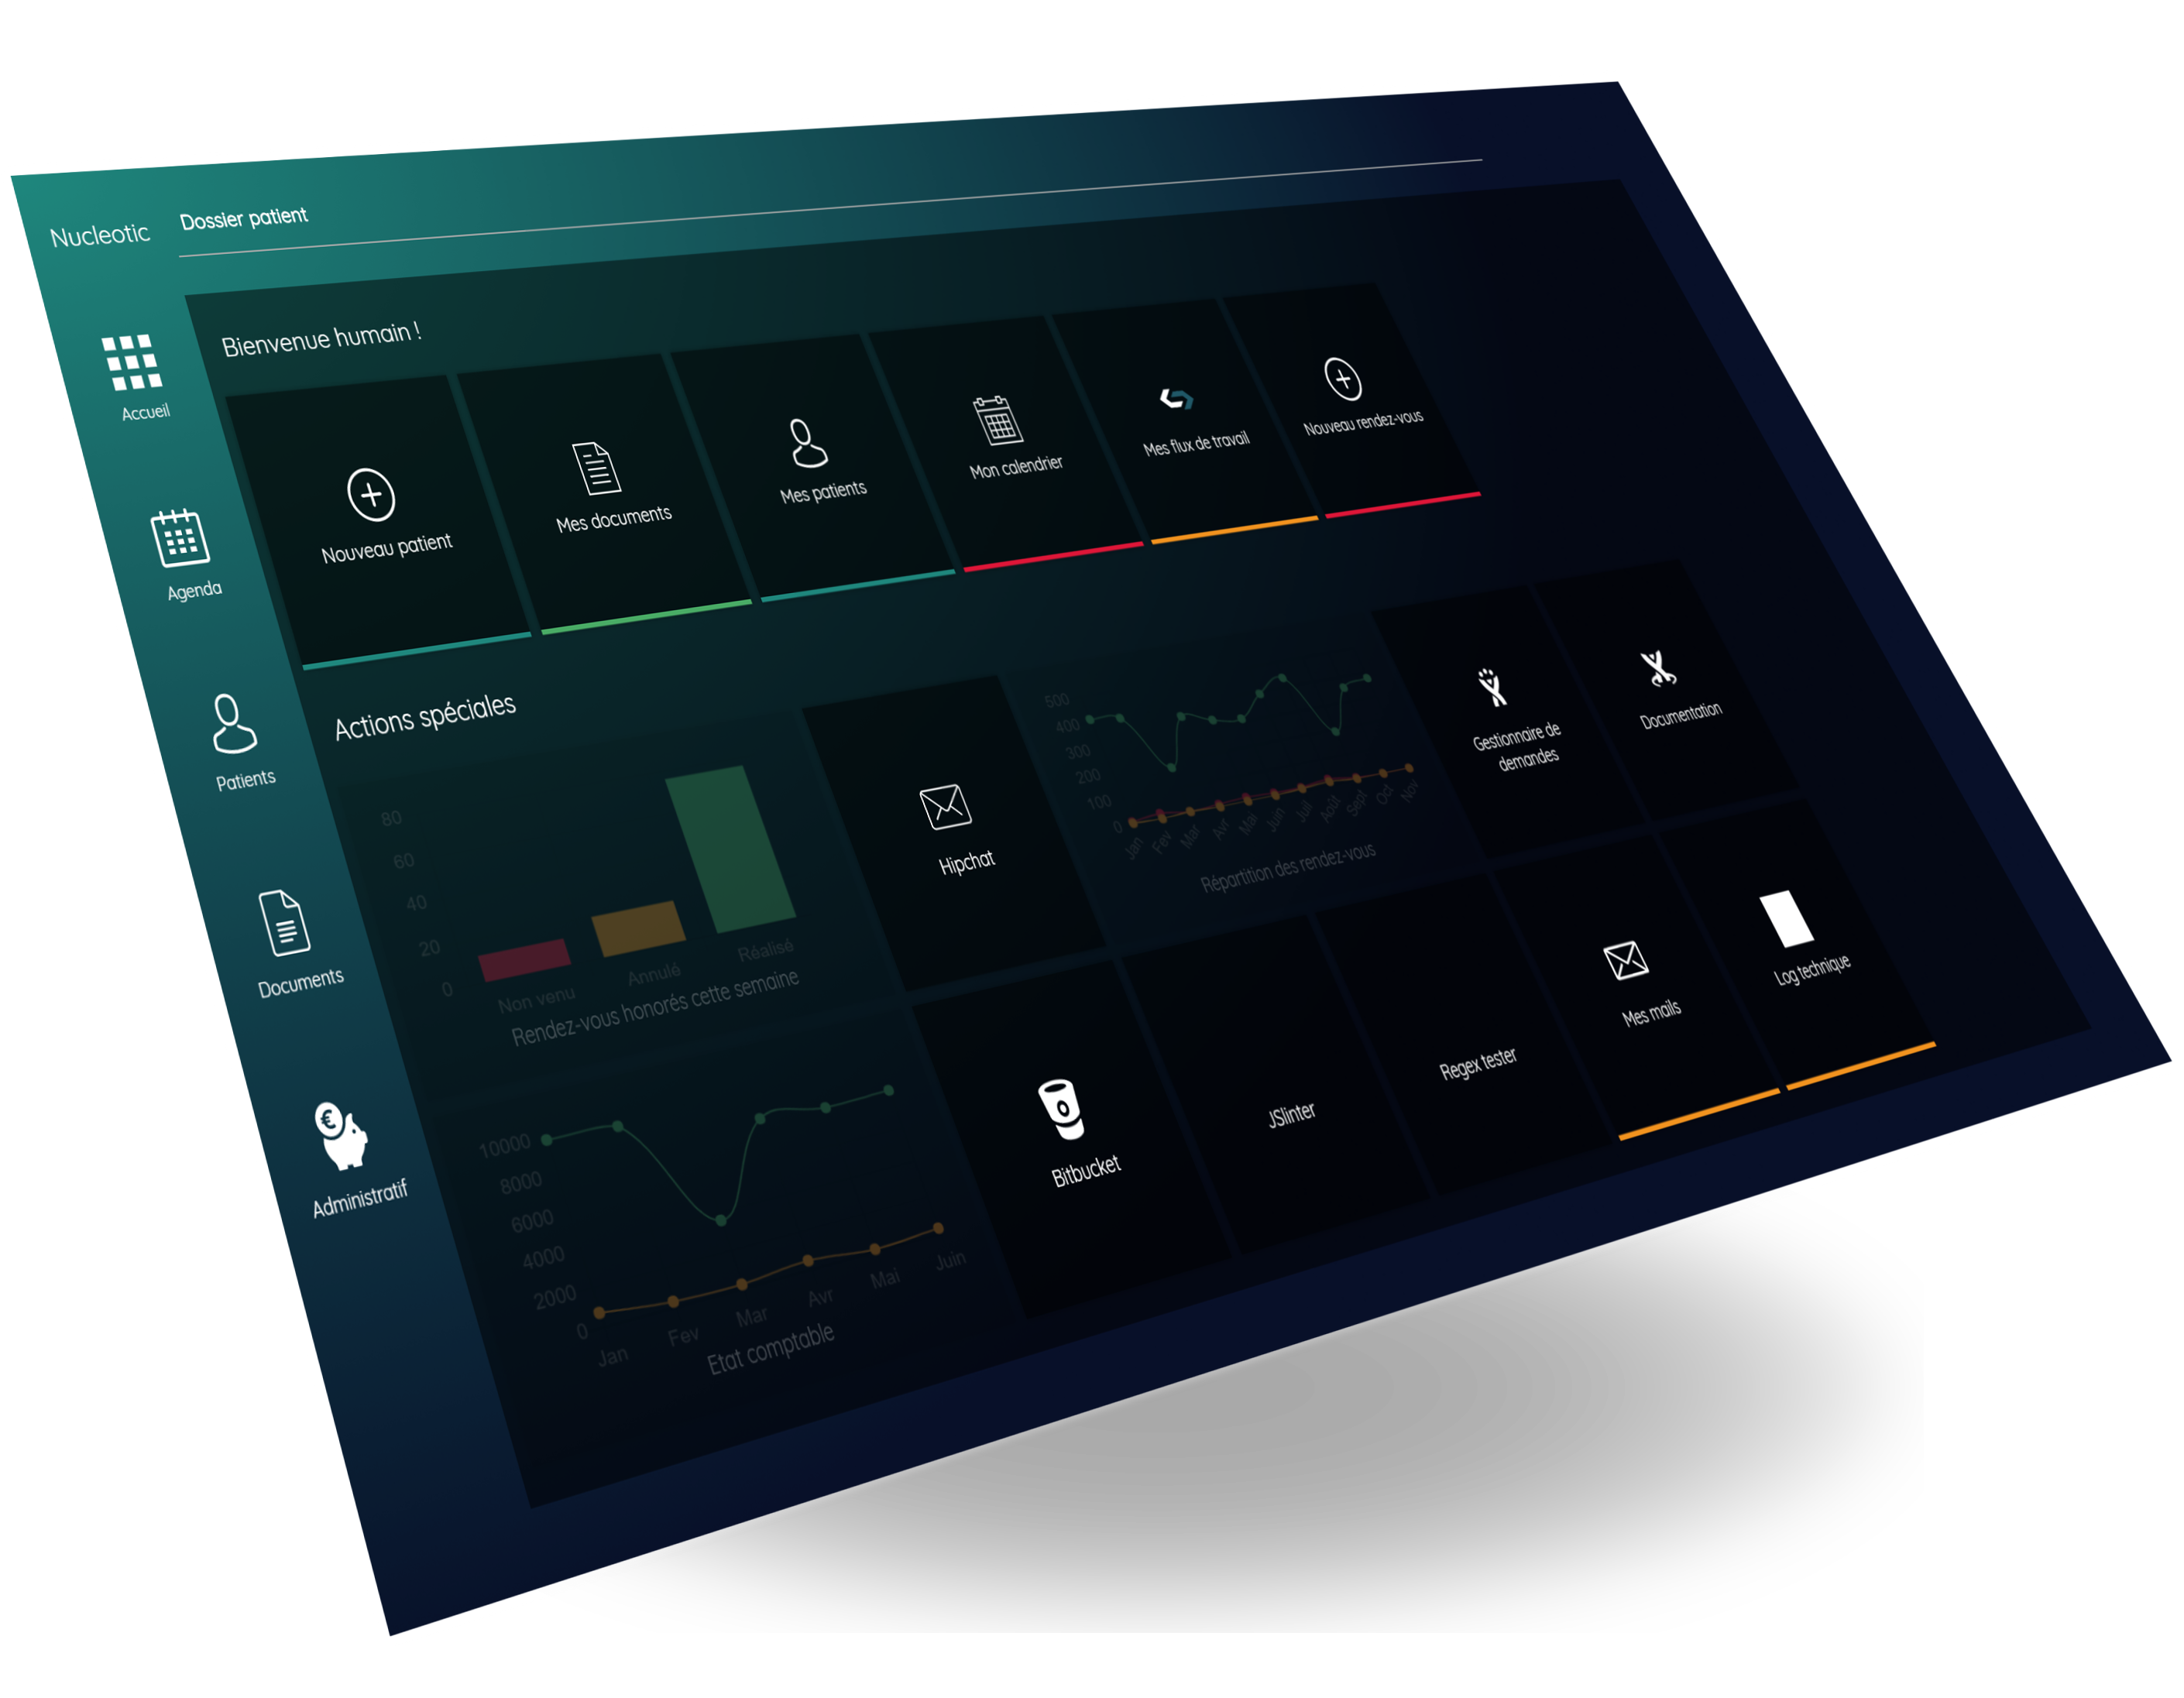 Nucleotic
Dossier patient
Accueil
Agenda
Patients
Documents
Administratif
Bienvenue humain !
Nouveau patient
Mes documents
Mes patients
Mon calendrier
Mes flux de travail
Nouveau rendez-vous
Actions spéciales
80
60
40
20
0
Non venu
Annulé
Réalisé
Rendez-vous honorés cette semaine
Hipchat
500
400
300
200
100
0
Jan
Fev
Mar
Avr
Mai
Juin
Juil
Août
Sept
Oct
Nov
Répartition des rendez-vous
Gestionnaire de
demandes
Documentation
10000
8000
6000
4000
2000
0
Jan
Fev
Mar
Avr
Mai
Juin
Etat comptable
Bitbucket
JSlinter
Regex tester
Mes mails
Log technique